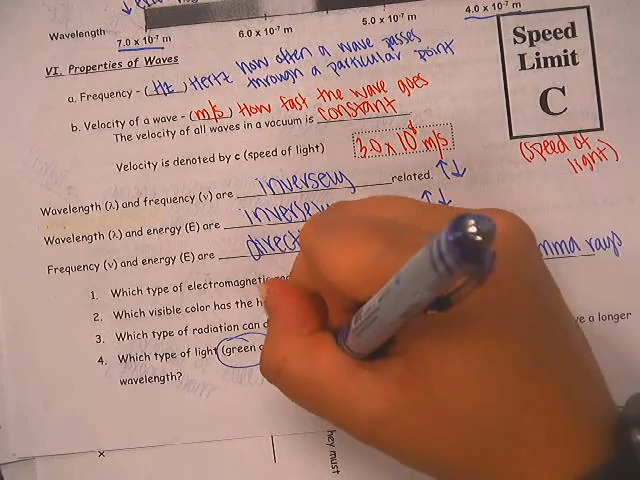 Wavelength
7.0 x 10⁻⁷ m 6.0 x 10⁻⁷ m 5.0 x 10⁻⁷ m 4.0 x 10⁻⁷ m
VI. Properties of Waves
a. Frequency - (Hz) Hertz how often a wave passes
through a particular point
b. Velocity of a wave - (m/s) How fast the wave goes
The velocity of all waves in a vacuum is constant
Velocity is denoted by c (speed of light) 3.0 x 10⁸ m/s
Speed
Limit
C
(speed of
light)
Wavelength (λ) and frequency (ν) are inversely related. ↑↓
Wavelength (λ) and energy (E) are inversely ↑↓
Frequency (ν) and energy (E) are direct
1. Which type of electromagnetic rays
2. Which visible color has the
3. Which type of radiation can
4. Which type of light (green have a longer
wavelength?
x
hey must